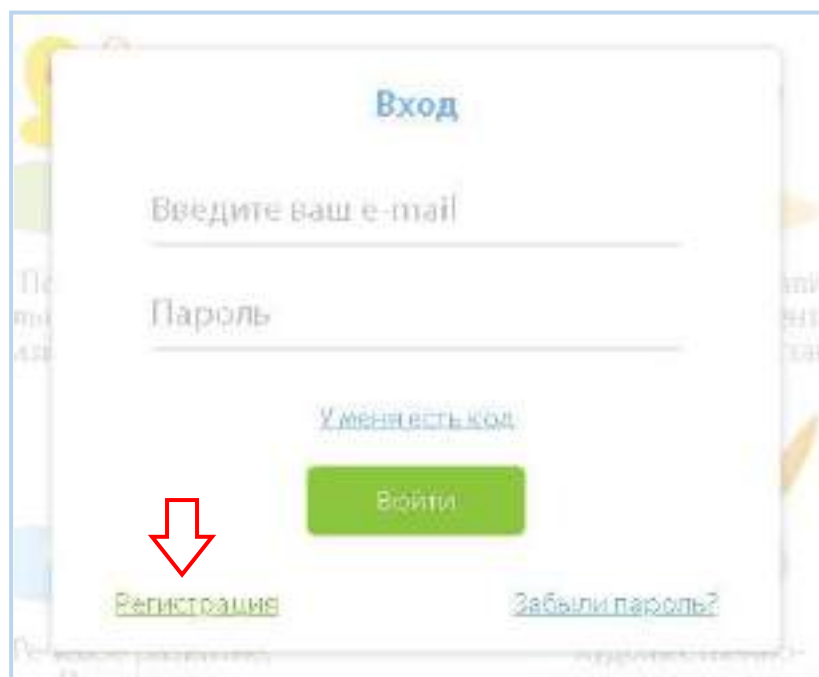 Вход
Введите ваш e-mail
Пароль
У меня есть код
Войти
Регистрация
Забыли пароль?